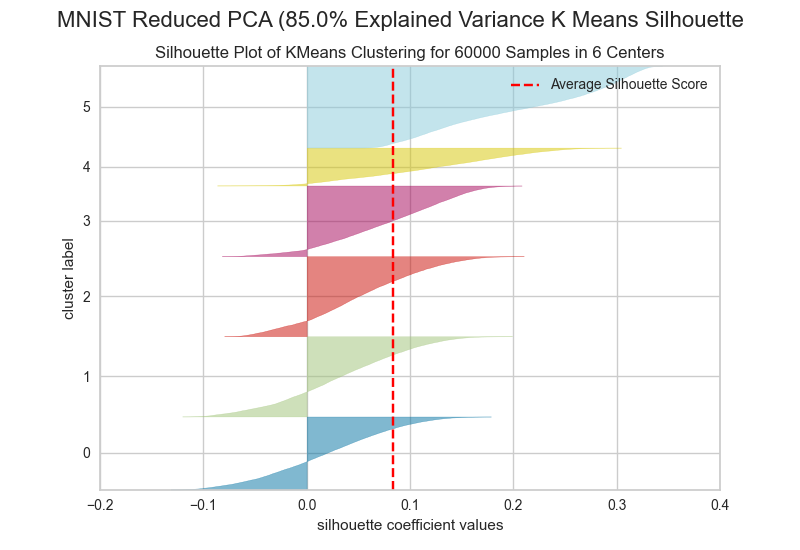 MNIST Reduced PCA (85.0% Explained Variance K Means Silhouette
Silhouette Plot of KMeans Clustering for 60000 Samples in 6 Centers
Average Silhouette Score
cluster label
5
4
3
2
1
0
−0.2 −0.1 0.0 0.1 0.2 0.3 0.4
silhouette coefficient values